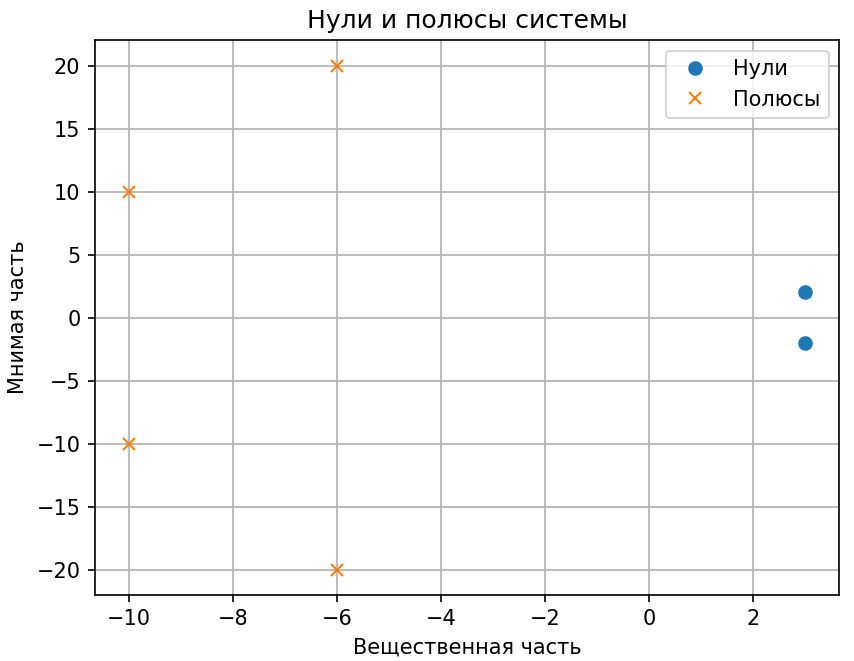 Нули и полюсы системы
Нули
Полюсы
20
15
10
5
0
−5
−10
−15
−20
Мнимая часть
−10 −8 −6 −4 −2 0 2
Вещественная часть